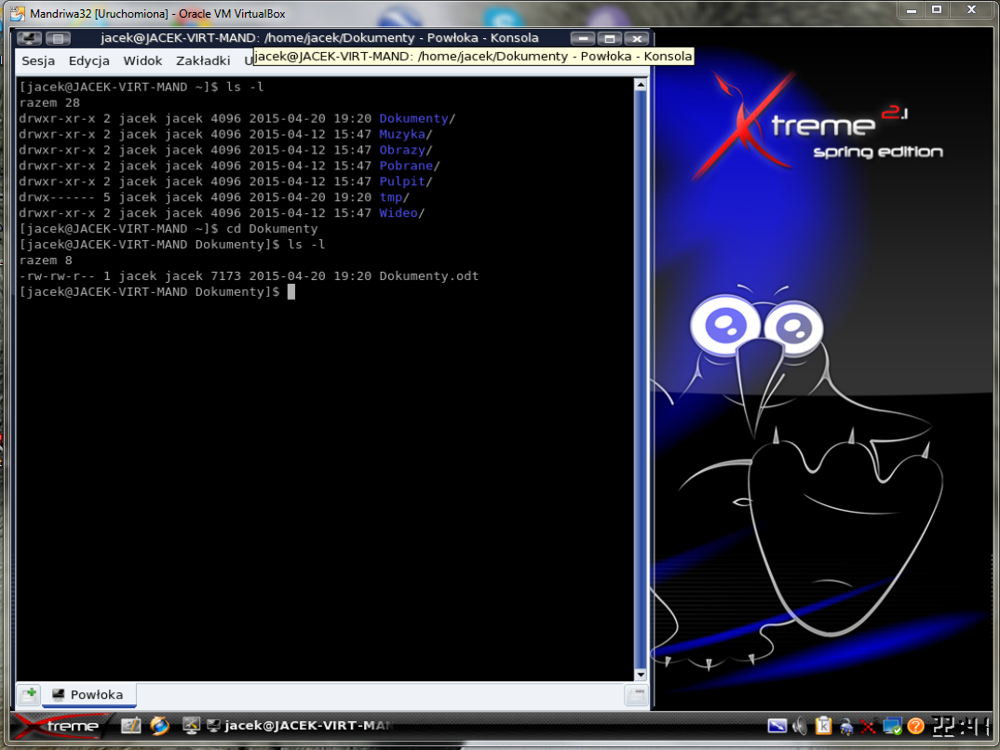 Mandriwa32 [Uruchomiona] - Oracle VM VirtualBox
jacek@JACEK-VIRT-MAND: /home/jacek/Dokumenty - Powłoka - Konsola
Sesja Edycja Widok Zakładki
jacek@JACEK-VIRT-MAND: /home/jacek/Dokumenty - Powłoka - Konsola
[jacek@JACEK-VIRT-MAND ~]$ ls -l
razem 28
drwxr-xr-x 2 jacek jacek 4096 2015-04-20 19:20 Dokumenty/
drwxr-xr-x 2 jacek jacek 4096 2015-04-12 15:47 Muzyka/
drwxr-xr-x 2 jacek jacek 4096 2015-04-12 15:47 Obrazy/
drwxr-xr-x 2 jacek jacek 4096 2015-04-12 15:47 Pobrane/
drwxr-xr-x 2 jacek jacek 4096 2015-04-12 15:47 Pulpit/
drwx------ 5 jacek jacek 4096 2015-04-20 19:20 tmp/
drwxr-xr-x 2 jacek jacek 4096 2015-04-12 15:47 Wideo/
[jacek@JACEK-VIRT-MAND ~]$ cd Dokumenty
[jacek@JACEK-VIRT-MAND Dokumenty]$ ls -l
razem 8
-rw-rw-r-- 1 jacek jacek 7173 2015-04-20 19:20 Dokumenty.odt
[jacek@JACEK-VIRT-MAND Dokumenty]$
Xtreme 2.1
spring edition
Powłoka
Xtreme
jacek@JACEK-VIRT-MAN
22:41